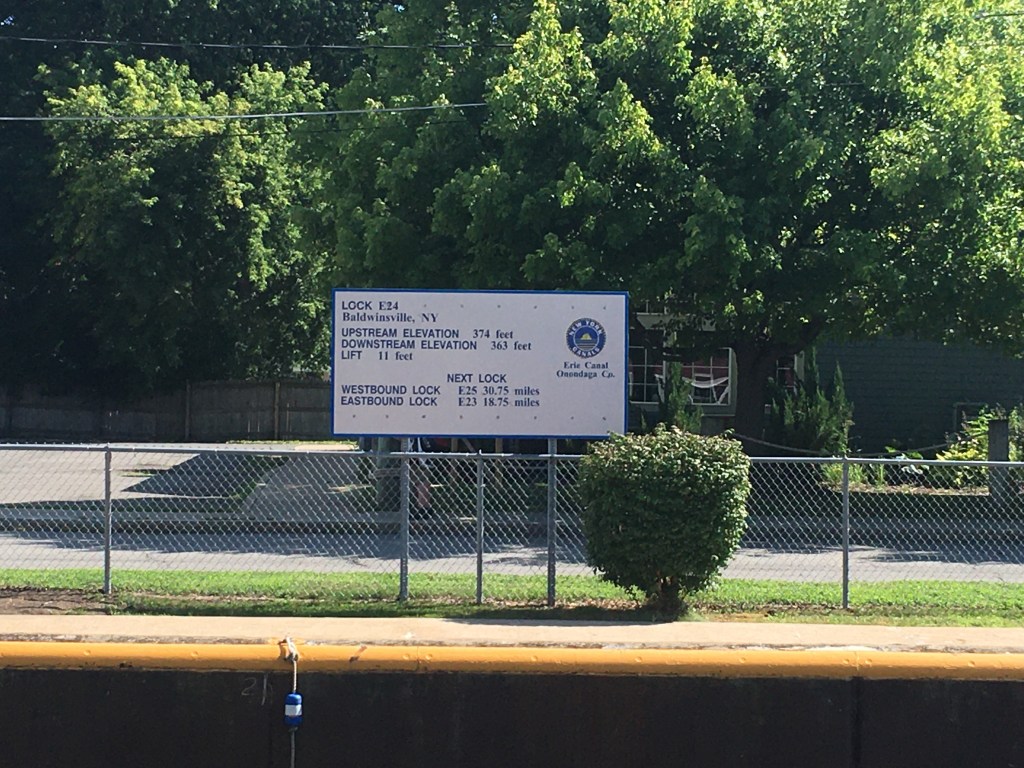 LOCK E24
Baldwinsville, NY
UPSTREAM ELEVATION 374 feet
DOWNSTREAM ELEVATION 363 feet
LIFT 11 feet
NEW YORK
CANALS
Erie Canal
Onondaga Co.
NEXT LOCK
WESTBOUND LOCK E25 30.75 miles
EASTBOUND LOCK E23 18.75 miles